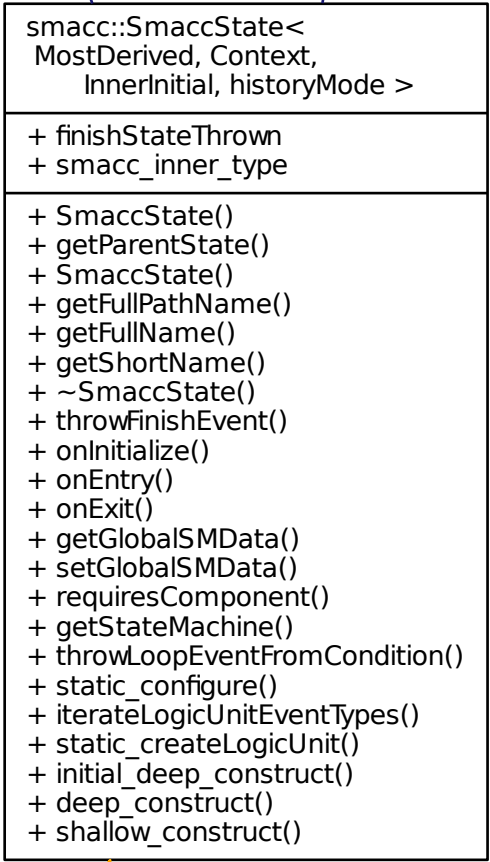 smacc::SmaccState<
MostDerived, Context,
InnerInitial, historyMode >
+ finishStateThrown
+ smacc_inner_type
+ SmaccState()
+ getParentState()
+ SmaccState()
+ getFullPathName()
+ getFullName()
+ getShortName()
+ ~SmaccState()
+ throwFinishEvent()
+ onInitialize()
+ onEntry()
+ onExit()
+ getGlobalSMData()
+ setGlobalSMData()
+ requiresComponent()
+ getStateMachine()
+ throwLoopEventFromCondition()
+ static_configure()
+ iterateLogicUnitEventTypes()
+ static_createLogicUnit()
+ initial_deep_construct()
+ deep_construct()
+ shallow_construct()